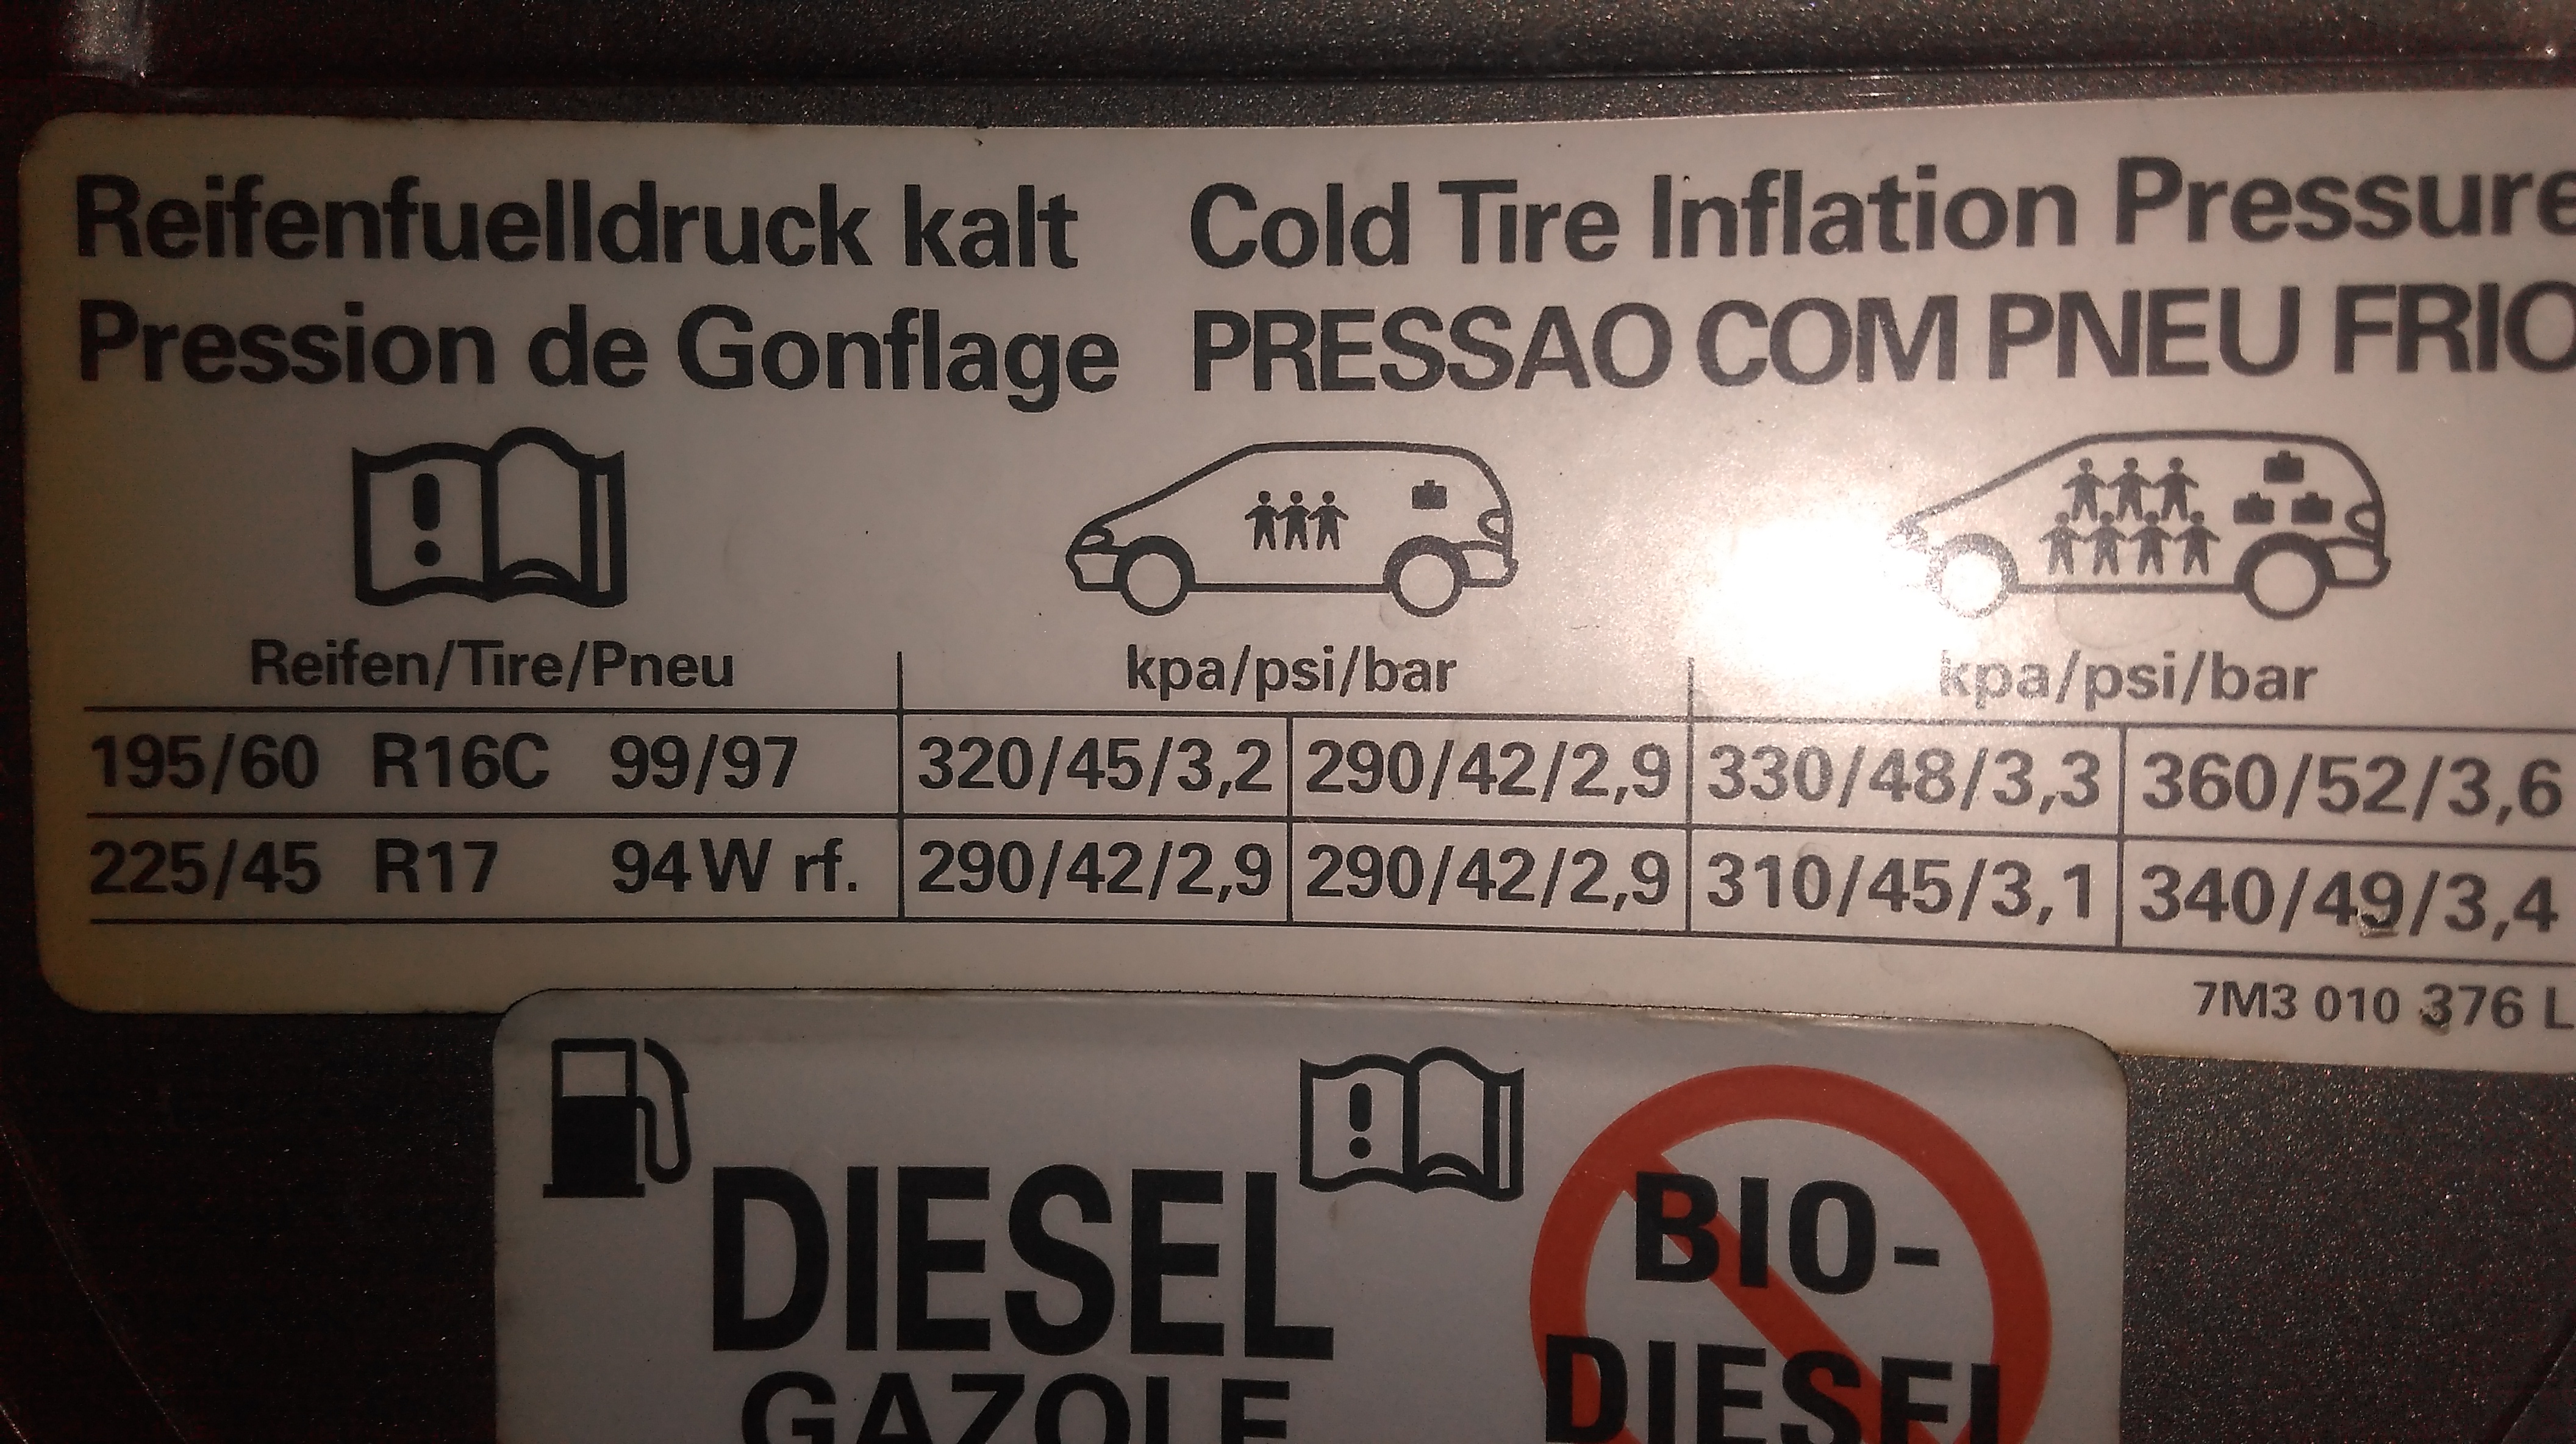 Reifenfuelldruck kalt Cold Tire Inflation Pressure
Pression de Gonflage PRESSAO COM PNEU FRIO
Reifen/Tire/Pneu kpa/psi/bar kpa/psi/bar
195/60 R16C 99/97 320/45/3,2 290/42/2,9 330/48/3,3 360/52/3,6
225/45 R17 94W rf. 290/42/2,9 290/42/2,9 310/45/3,1 340/49/3,4
7M3 010 376 L
DIESEL
GAZOLE
BIO-
DIESEL